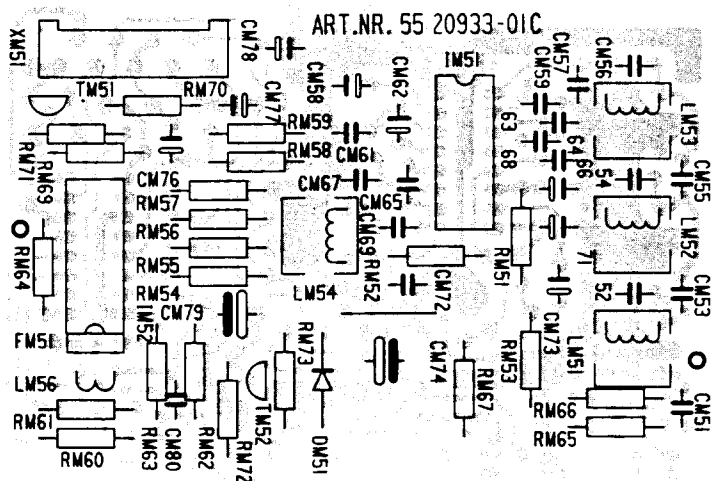 ART.NR. 55 20933-01C
XM51
CM78
TM51
RM70
CM77
CM58
CM62
IM51
CM59
CM57
CM56
LM53
RM59
RM58
CM61
CM67
CM65
63
68
64
66
54
CM55
RM71
RM69
CM76
RM57
RM56
RM55
RM54
CM79
RM64
LM54
CM69
RM52
CM72
RM51
71
LM52
52
CM53
FM51
IM52
LM56
RM61
RM60
RM63
CM80
RM62
RM72
TM52
RM73
DM51
CM74
RM67
RM53
CM73
LM51
RM66
RM65
CM51